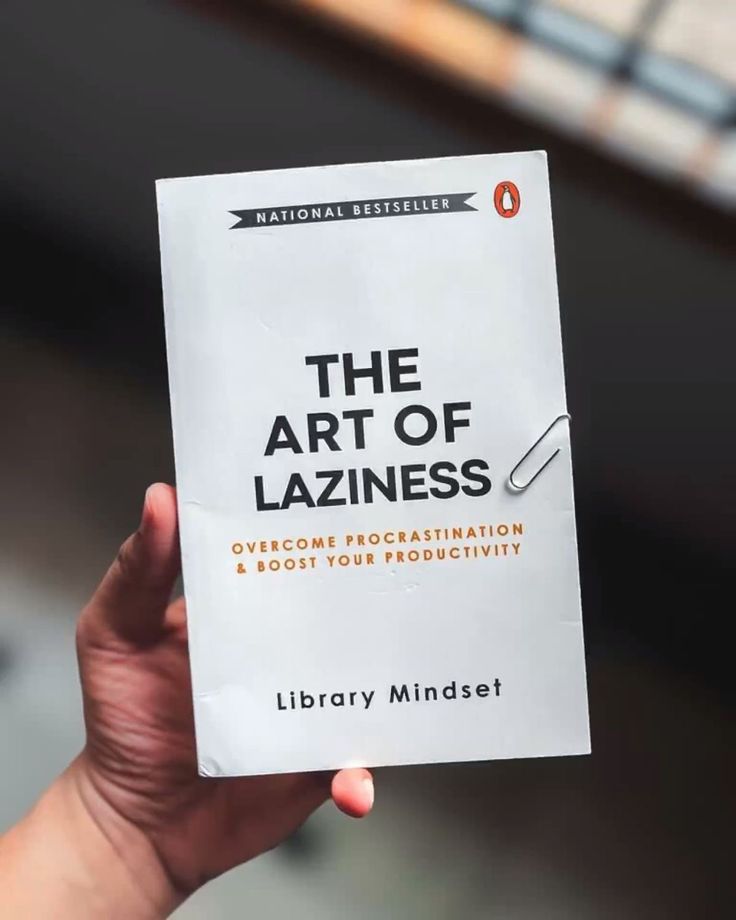 NATIONAL BESTSELLER
THE
ART OF
LAZINESS
OVERCOME PROCRASTINATION
& BOOST YOUR PRODUCTIVITY
Library Mindset